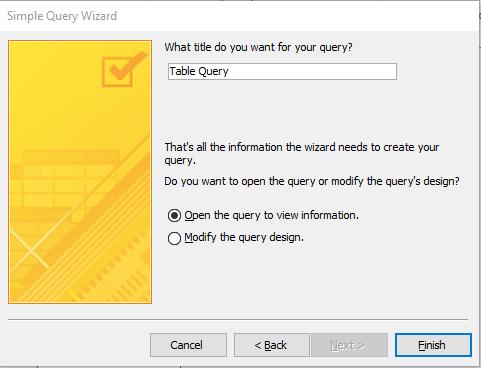 Simple Query Wizard
What title do you want for your query?
Table Query
That's all the information the wizard needs to create your
query.
Do you want to open the query or modify the query's design?
Open the query to view information.
Modify the query design.
Cancel
< Back
Next >
Finish